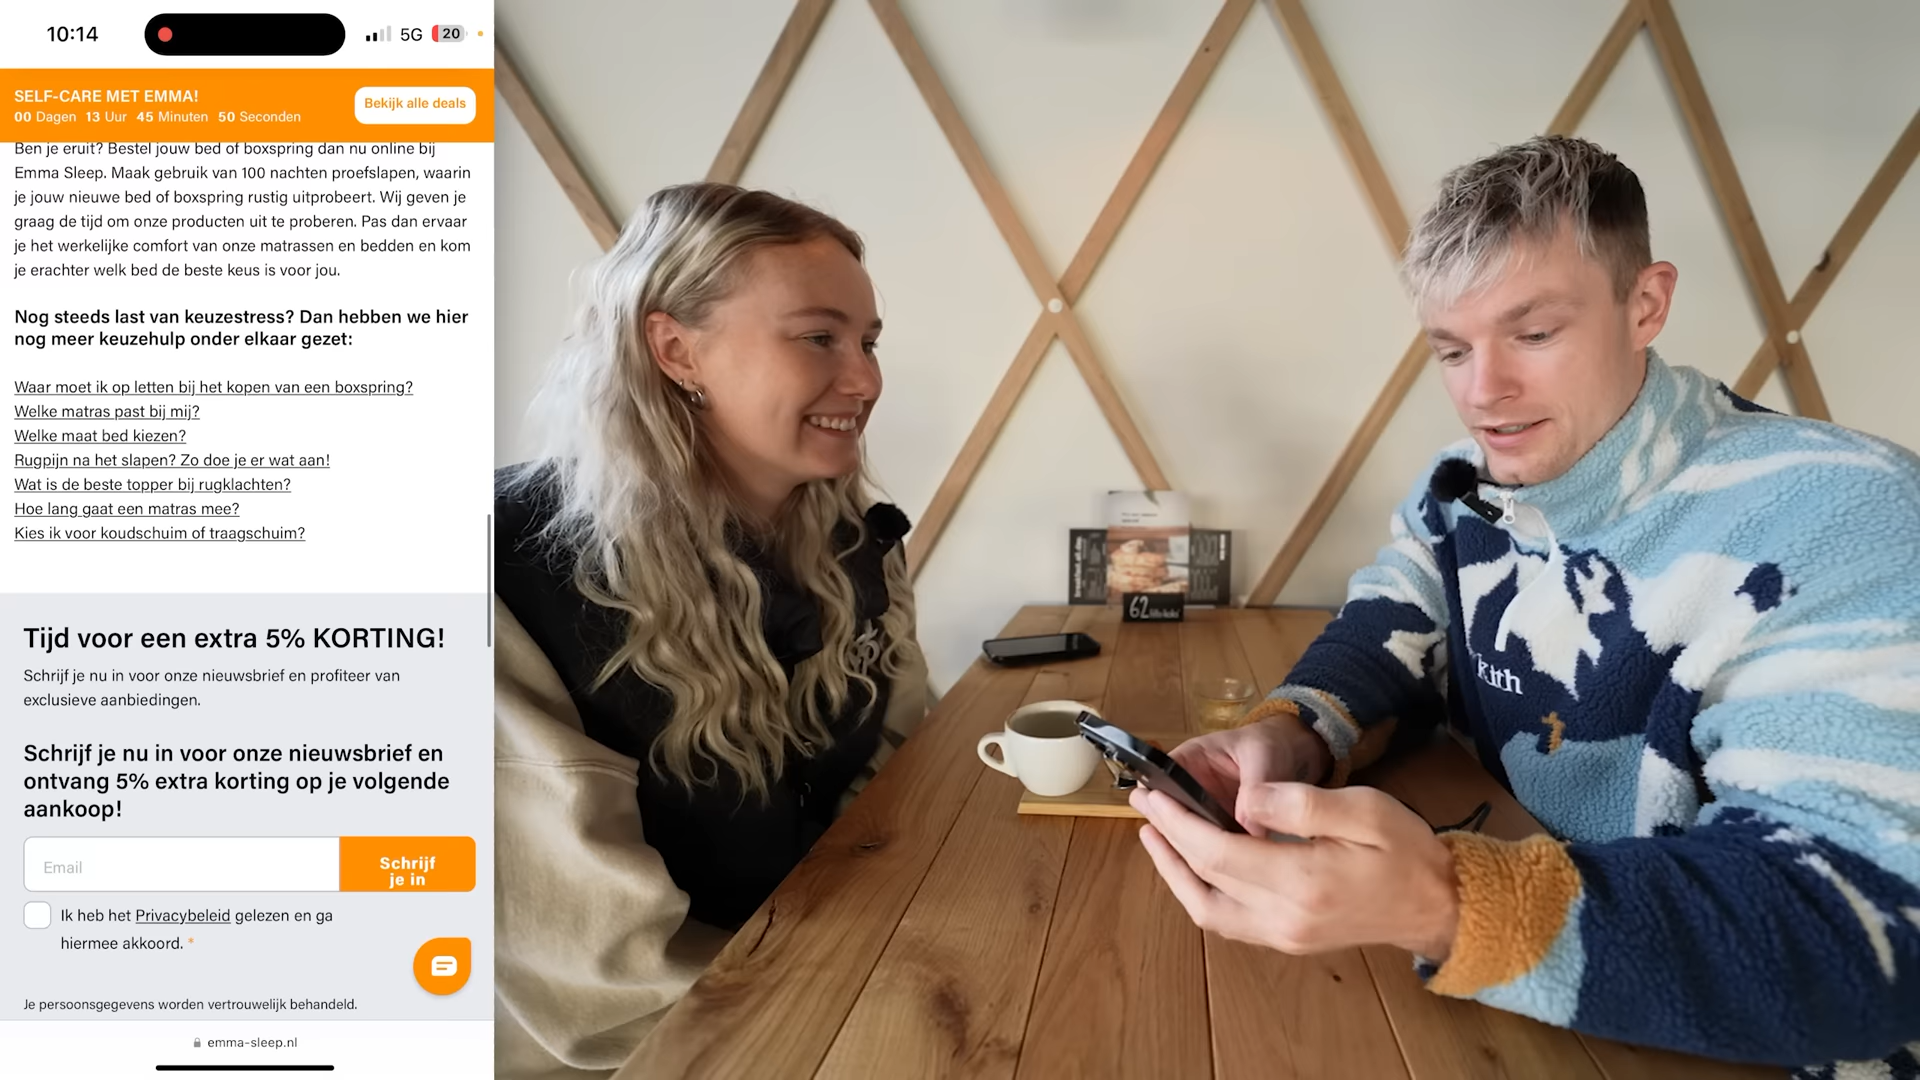 10:14
5G
20
SELF-CARE MET EMMA!
00 Dagen 13 Uur 45 Minuten 50 Seconden
Bekijk alle deals
Ben je eruit? Bestel jouw bed of boxspring dan nu online bij
Emma Sleep. Maak gebruik van 100 nachten proefslapen, waarin
je jouw nieuwe bed of boxspring rustig uitprobeert. Wij geven je
graag de tijd om onze producten uit te proberen. Pas dan ervaar
je het werkelijke comfort van onze matrassen en bedden en kom
je erachter welk bed de beste keus is voor jou.
Nog steeds last van keuzestress? Dan hebben we hier
nog meer keuzehulp onder elkaar gezet:
Waar moet ik op letten bij het kopen van een boxspring?
Welke matras past bij mij?
Welke maat bed kiezen?
Rugpijn na het slapen? Zo doe je er wat aan!
Wat is de beste topper bij rugklachten?
Hoe lang gaat een matras mee?
Kies ik voor koudschuim of traagschuim?
Tijd voor een extra 5% KORTING!
Schrijf je nu in voor onze nieuwsbrief en profiteer van
exclusieve aanbiedingen.
Schrijf je nu in voor onze nieuwsbrief en
ontvang 5% extra korting op je volgende
aankoop!
Email
Schrijf
je in
Ik heb het Privacybeleid gelezen en ga
hiermee akkoord. *
Je persoonsgegevens worden vertrouwelijk behandeld.
emma-sleep.nl
62
Kith